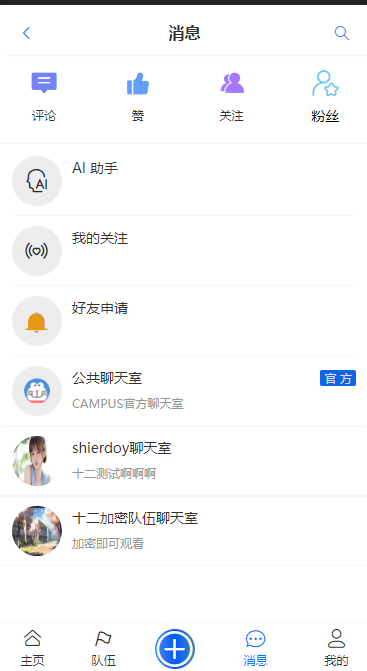 消息
评论 赞 关注 粉丝
AI
AI 助手
我的关注
好友申请
公共聊天室 官方
CAMPUS官方聊天室
shierdoy聊天室
十二测试啊啊啊
十二加密队伍聊天室
加密即可观看
主页 队伍 消息 我的